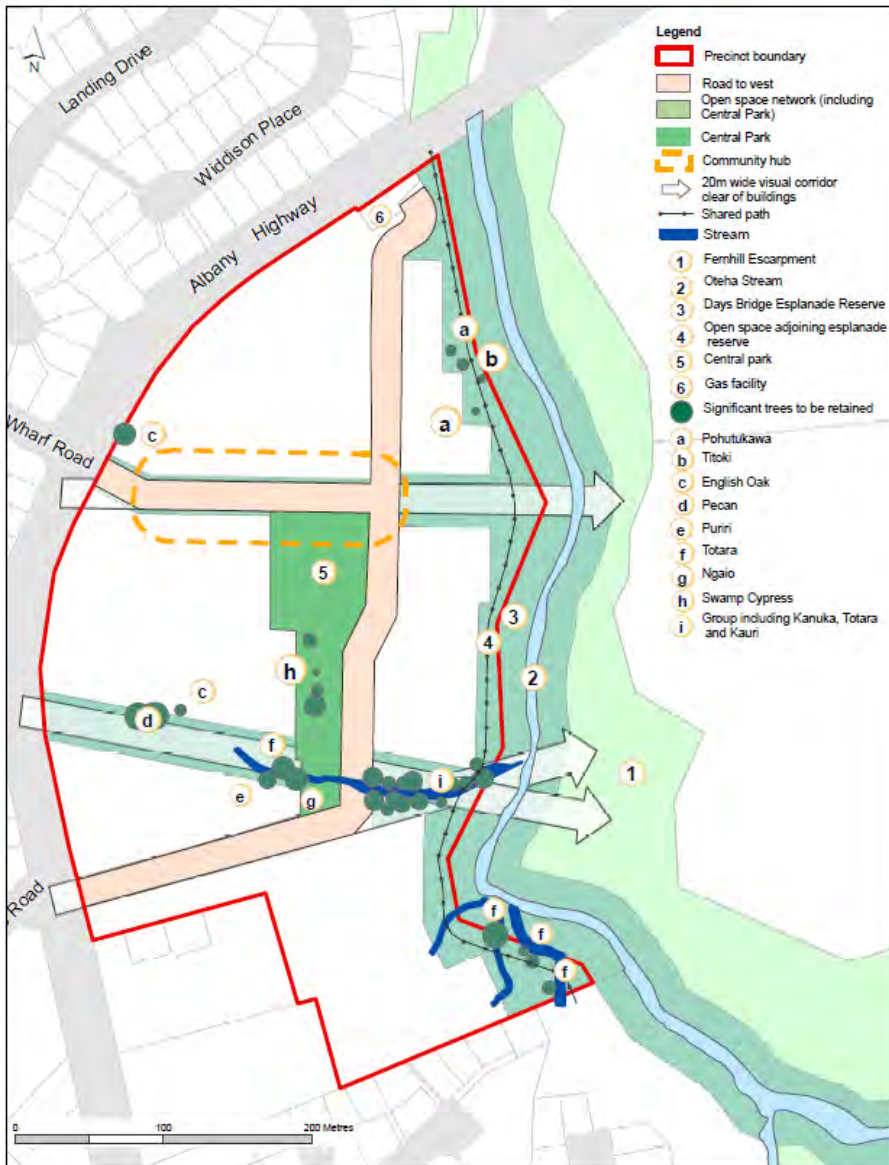 N
Landing Drive
Widdison Place
Albany Highway
Wharf Road
Road
6
a
b
a
c
5
3
4
h
2
c
d
f
i
1
e
g
f
f
f
0 100 200 Metres
Legend
Precinct boundary
Road to vest
Open space network (including
Central Park)
Central Park
Community hub
20m wide visual corridor
clear of buildings
Shared path
Stream
1 Fernhill Escarpment
2 Oteha Stream
3 Days Bridge Esplanade Reserve
4 Open space adjoining esplanade
reserve
5 Central park
6 Gas facility
Significant trees to be retained
a Pohutukawa
b Titoki
c English Oak
d Pecan
e Puriri
f Totara
g Ngaio
h Swamp Cypress
i Group including Kanuka, Totara
and Kauri